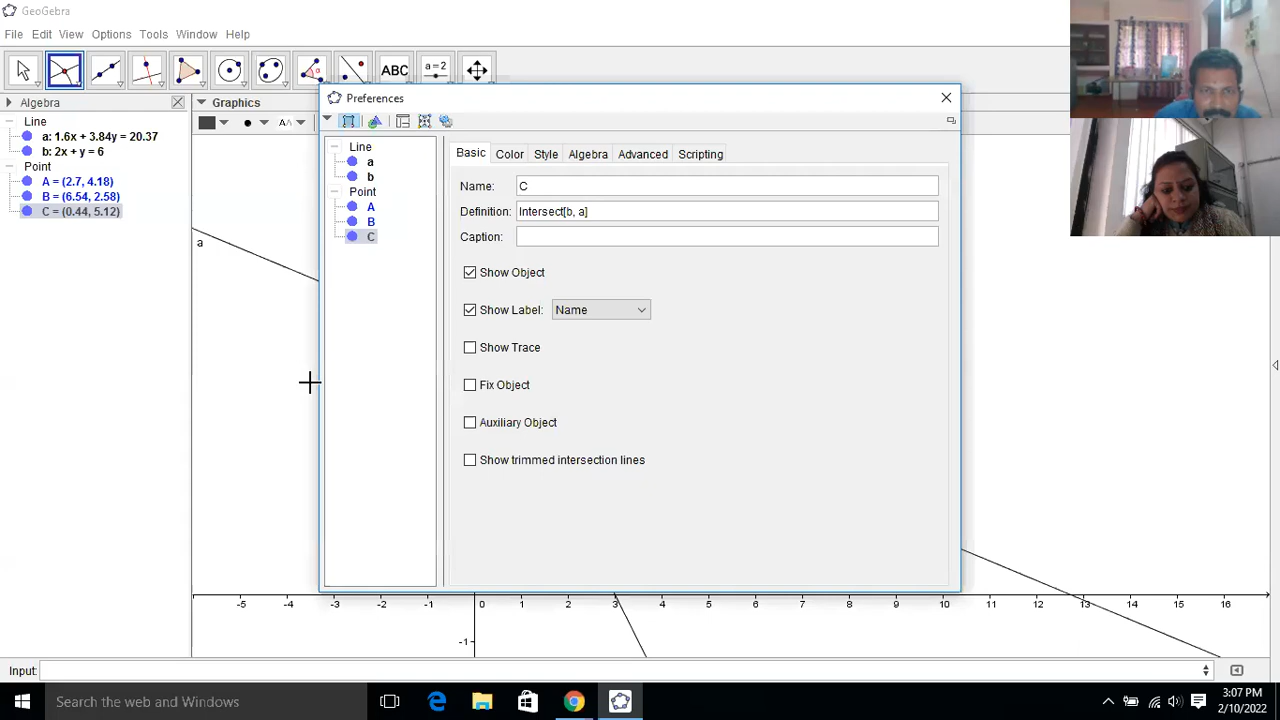 GeoGebra
File Edit View Options Tools Window Help
ABC a=2
Algebra
Graphics
Line
a: 1.6x + 3.84y = 20.37
b: 2x + y = 6
Point
A = (2.7, 4.18)
B = (6.54, 2.58)
C = (0.44, 5.12)
AA
a
Preferences
Line
a
b
Point
A
B
C
Basic Color Style Algebra Advanced Scripting
Name: C
Definition: Intersect[b, a]
Caption:
Show Object
Show Label: Name
Show Trace
Fix Object
Auxiliary Object
Show trimmed intersection lines
-5 -4 -3 -2 -1 0 1 2 3 4 5 6 7 8 9 10 11 12 13 14 15 16
-1
Input:
Search the web and Windows
3:07 PM
2/10/2022